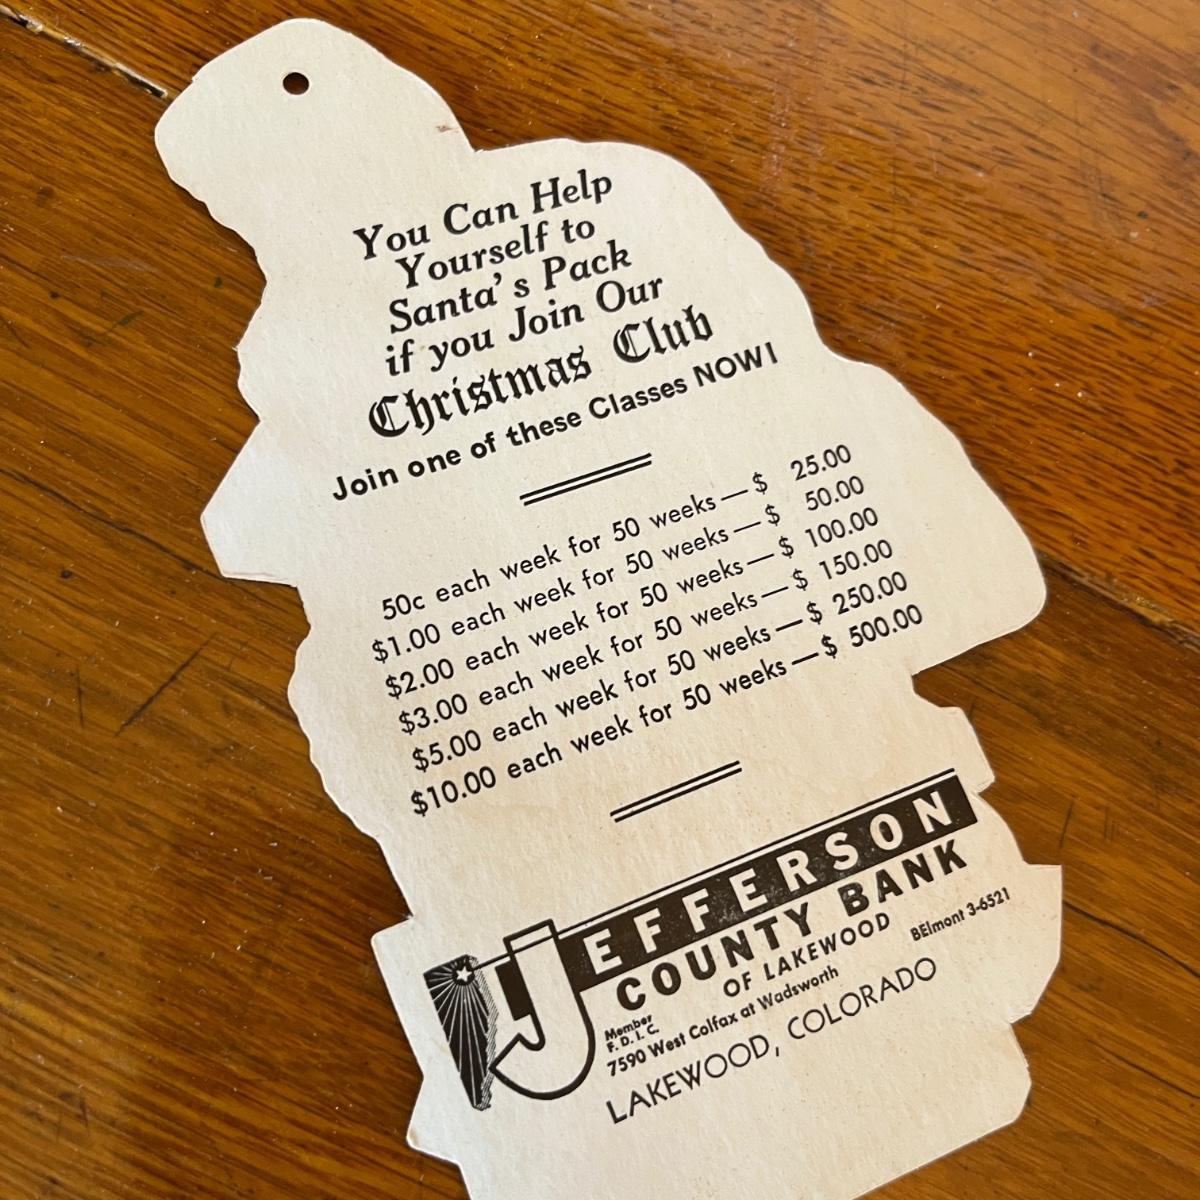 You Can Help
Yourself to
Santa's Pack
if you Join Our
Christmas Club
Join one of these Classes NOW!
50c each week for 50 weeks — $ 25.00
$1.00 each week for 50 weeks — $ 50.00
$2.00 each week for 50 weeks — $ 100.00
$3.00 each week for 50 weeks — $ 150.00
$5.00 each week for 50 weeks — $ 250.00
$10.00 each week for 50 weeks — $ 500.00
JEFFERSON
COUNTY BANK
OF LAKEWOOD
Member
F. D. I. C.
7590 West Colfax at Wadsworth
BElmont 3-6521
LAKEWOOD, COLORADO